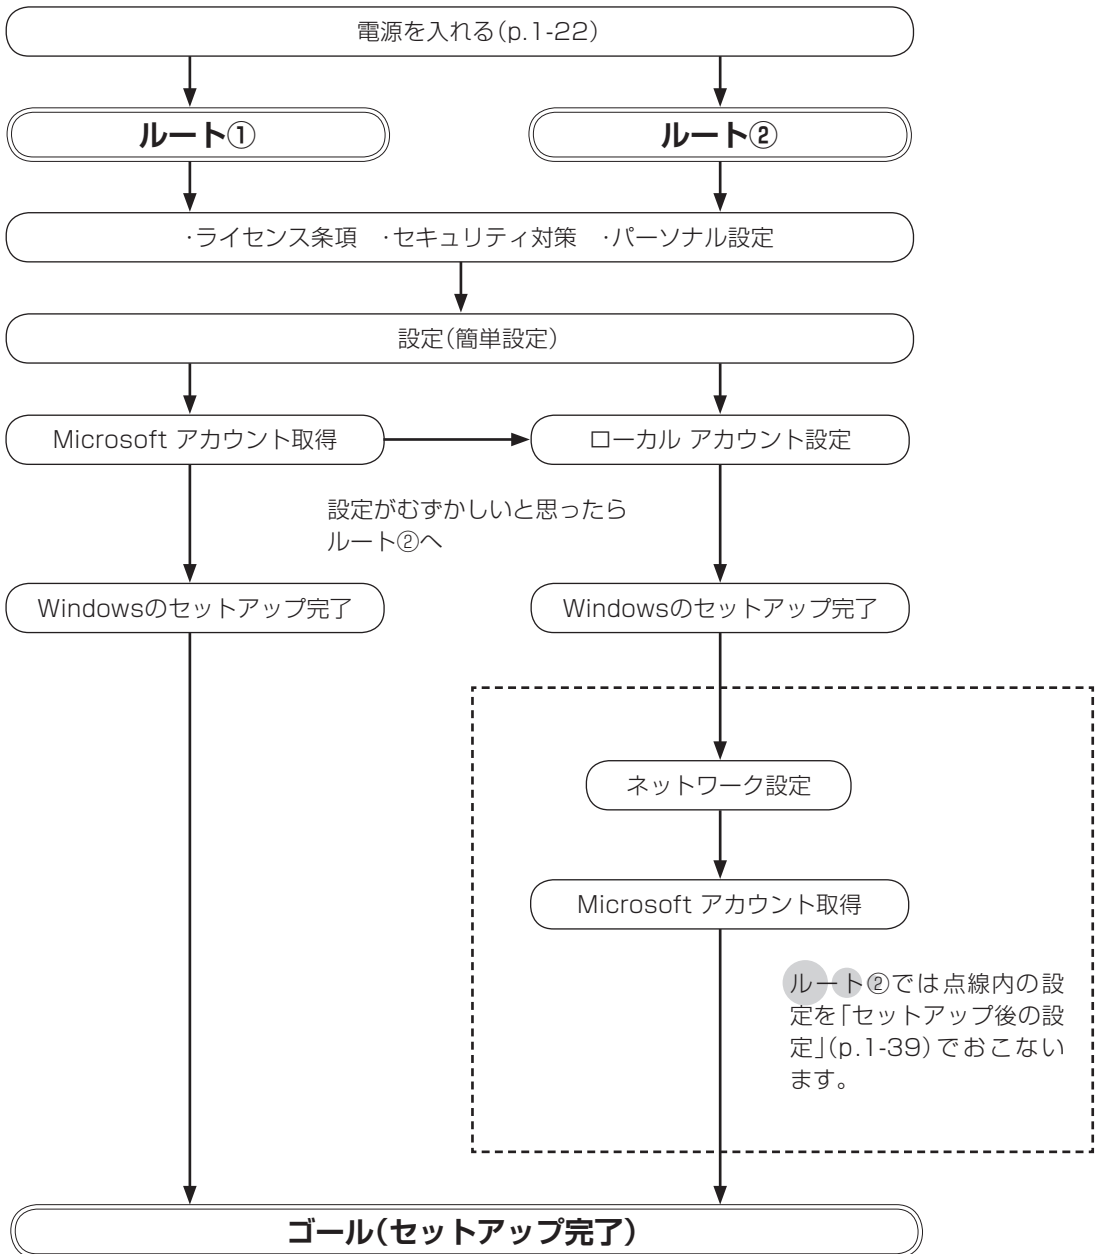 電源を入れる(p.1-22)
ルート①
ルート②
･ライセンス条項　･セキュリティ対策　･パーソナル設定
設定(簡単設定)
Microsoft アカウント取得
ローカル アカウント設定
設定がむずかしいと思ったら
ルート②へ
Windowsのセットアップ完了
Windowsのセットアップ完了
ネットワーク設定
Microsoft アカウント取得
ルート②では点線内の設
定を「セットアップ後の設
定」(p.1-39)でおこない
ます。
ゴール(セットアップ完了)